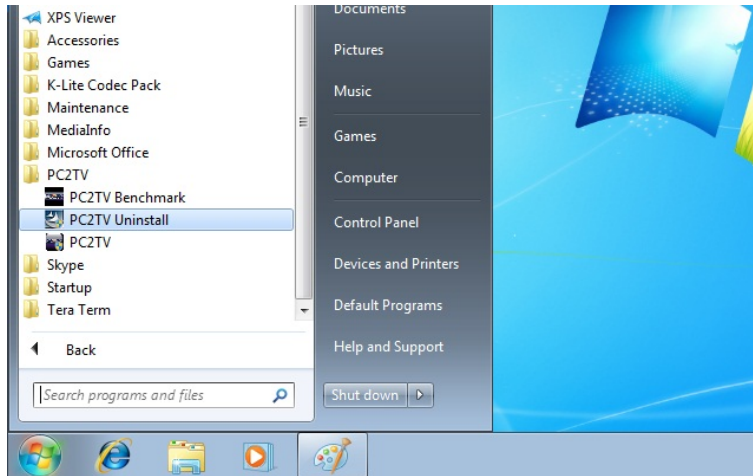 XPS Viewer
Accessories
Games
K-Lite Codec Pack
Maintenance
MediaInfo
Microsoft Office
PC2TV
PC2TV Benchmark
PC2TV Uninstall
PC2TV
Skype
Startup
Tera Term
Back
Search programs and files
Documents
Pictures
Music
Games
Computer
Control Panel
Devices and Printers
Default Programs
Help and Support
Shut down